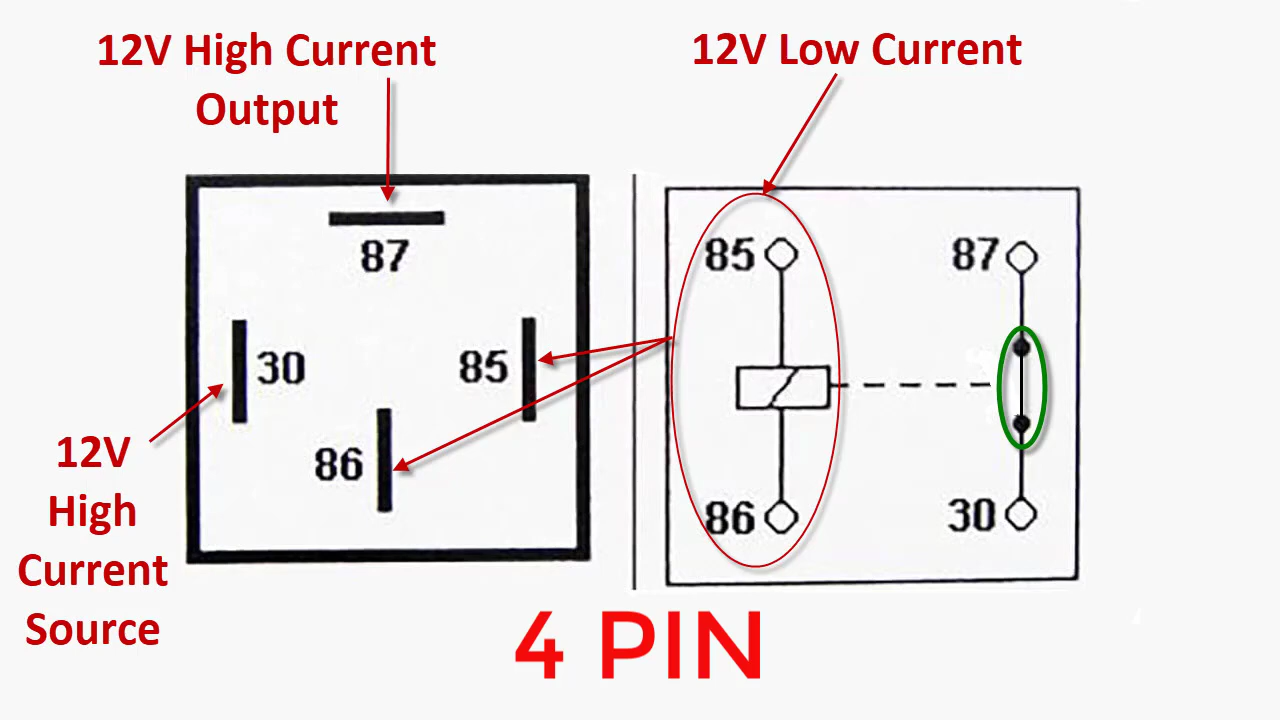 12V High Current
Output
12V Low Current
87
30
85
86
12V
High
Current
Source
85
87
86
30
4 PIN